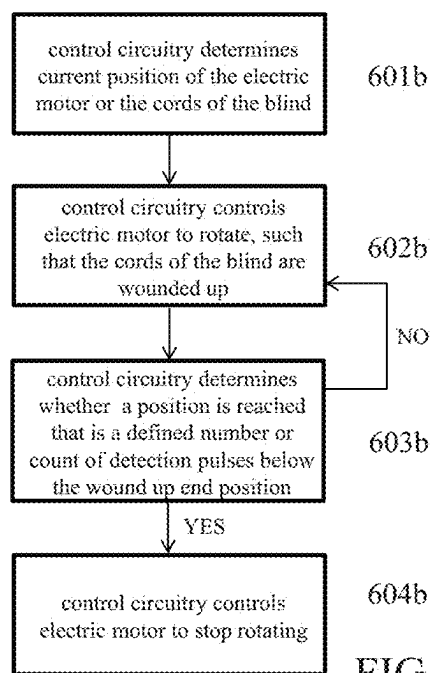 control circuitry determines
current position of the electric
motor or the cords of the blind
601b
control circuitry controls
electric motor to rotate, such
that the cords of the blind are
wounded up
602b
NO
control circuitry determines
whether a position is reached
that is a defined number or
count of detection pulses below
the wound up end position
603b
YES
control circuitry controls
electric motor to stop rotating
604b
FIG